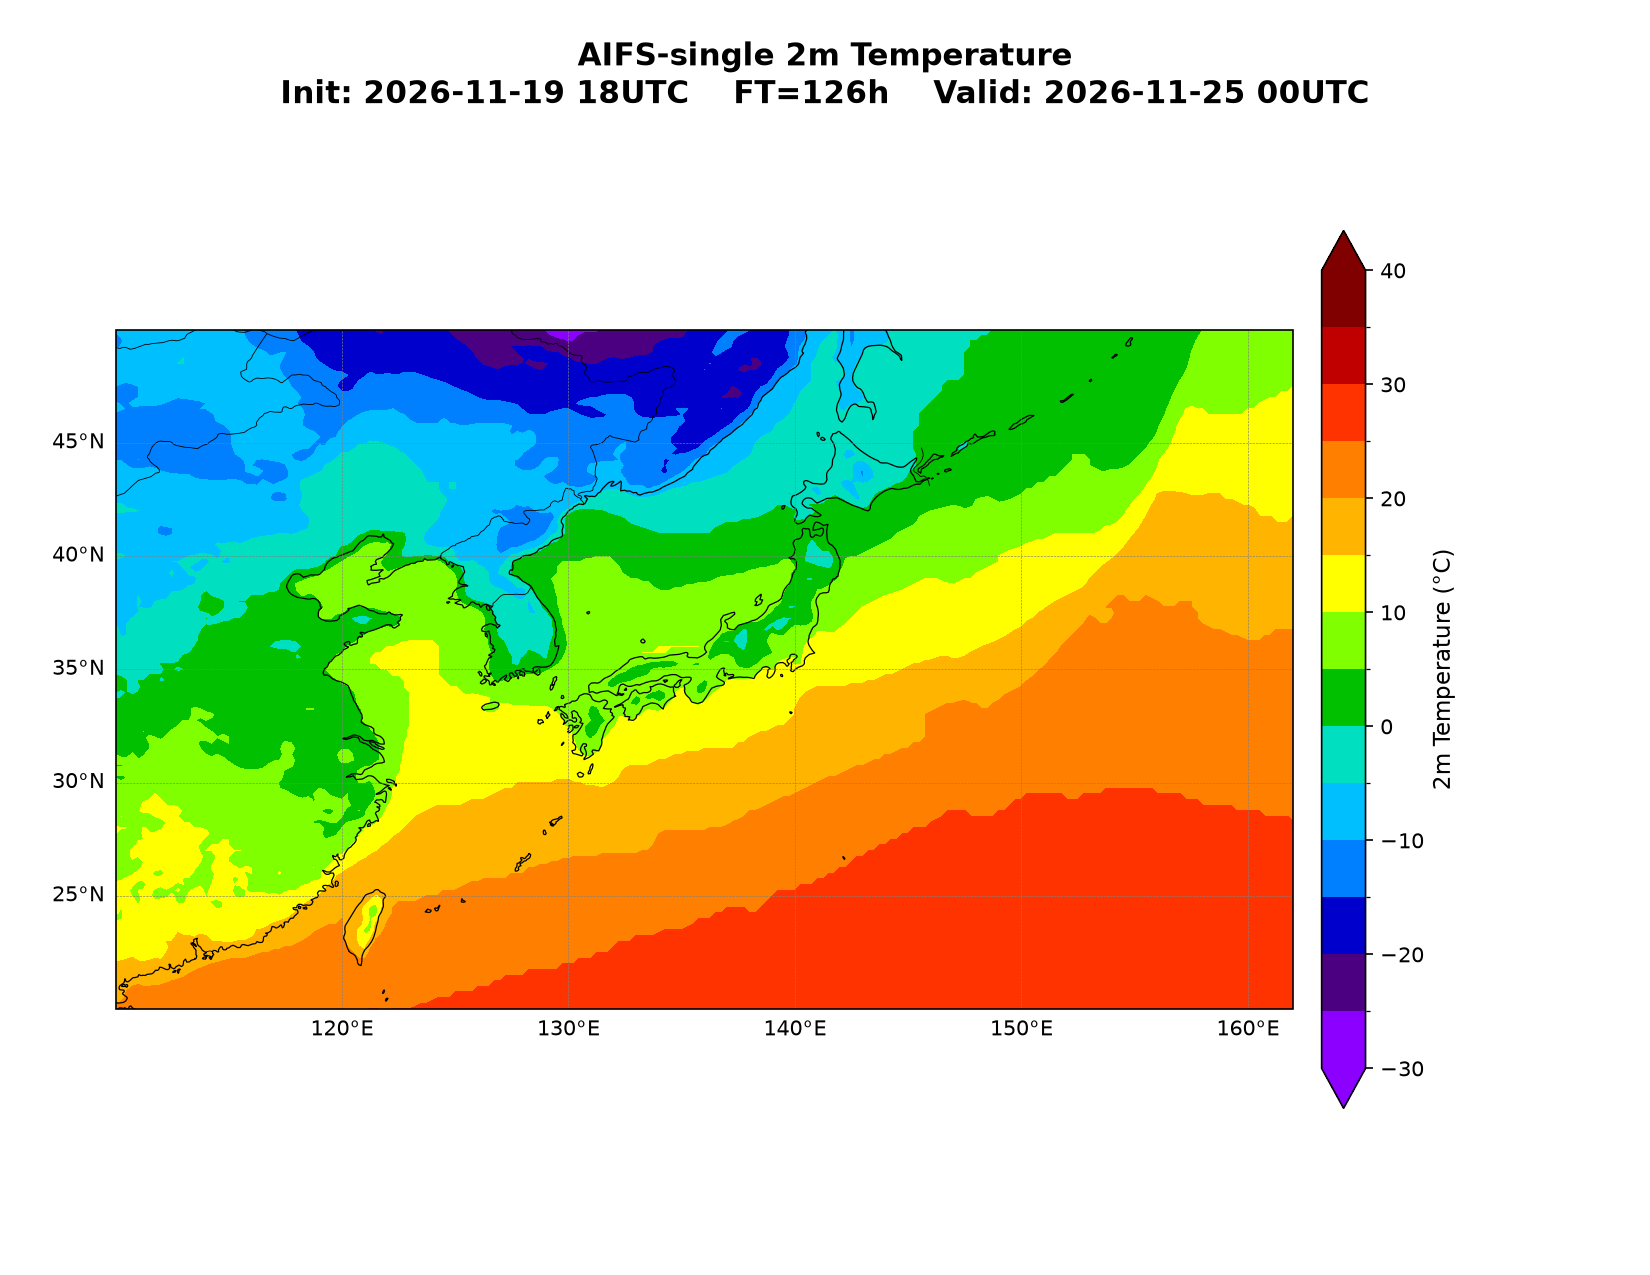 AIFS-single 2m Temperature
Init: 2026-11-19 18UTC    FT=126h    Valid: 2026-11-25 00UTC
45°N
40°N
35°N
30°N
25°N
120°E
130°E
140°E
150°E
160°E
40
30
20
10
0
−10
−20
−30
2m Temperature (°C)